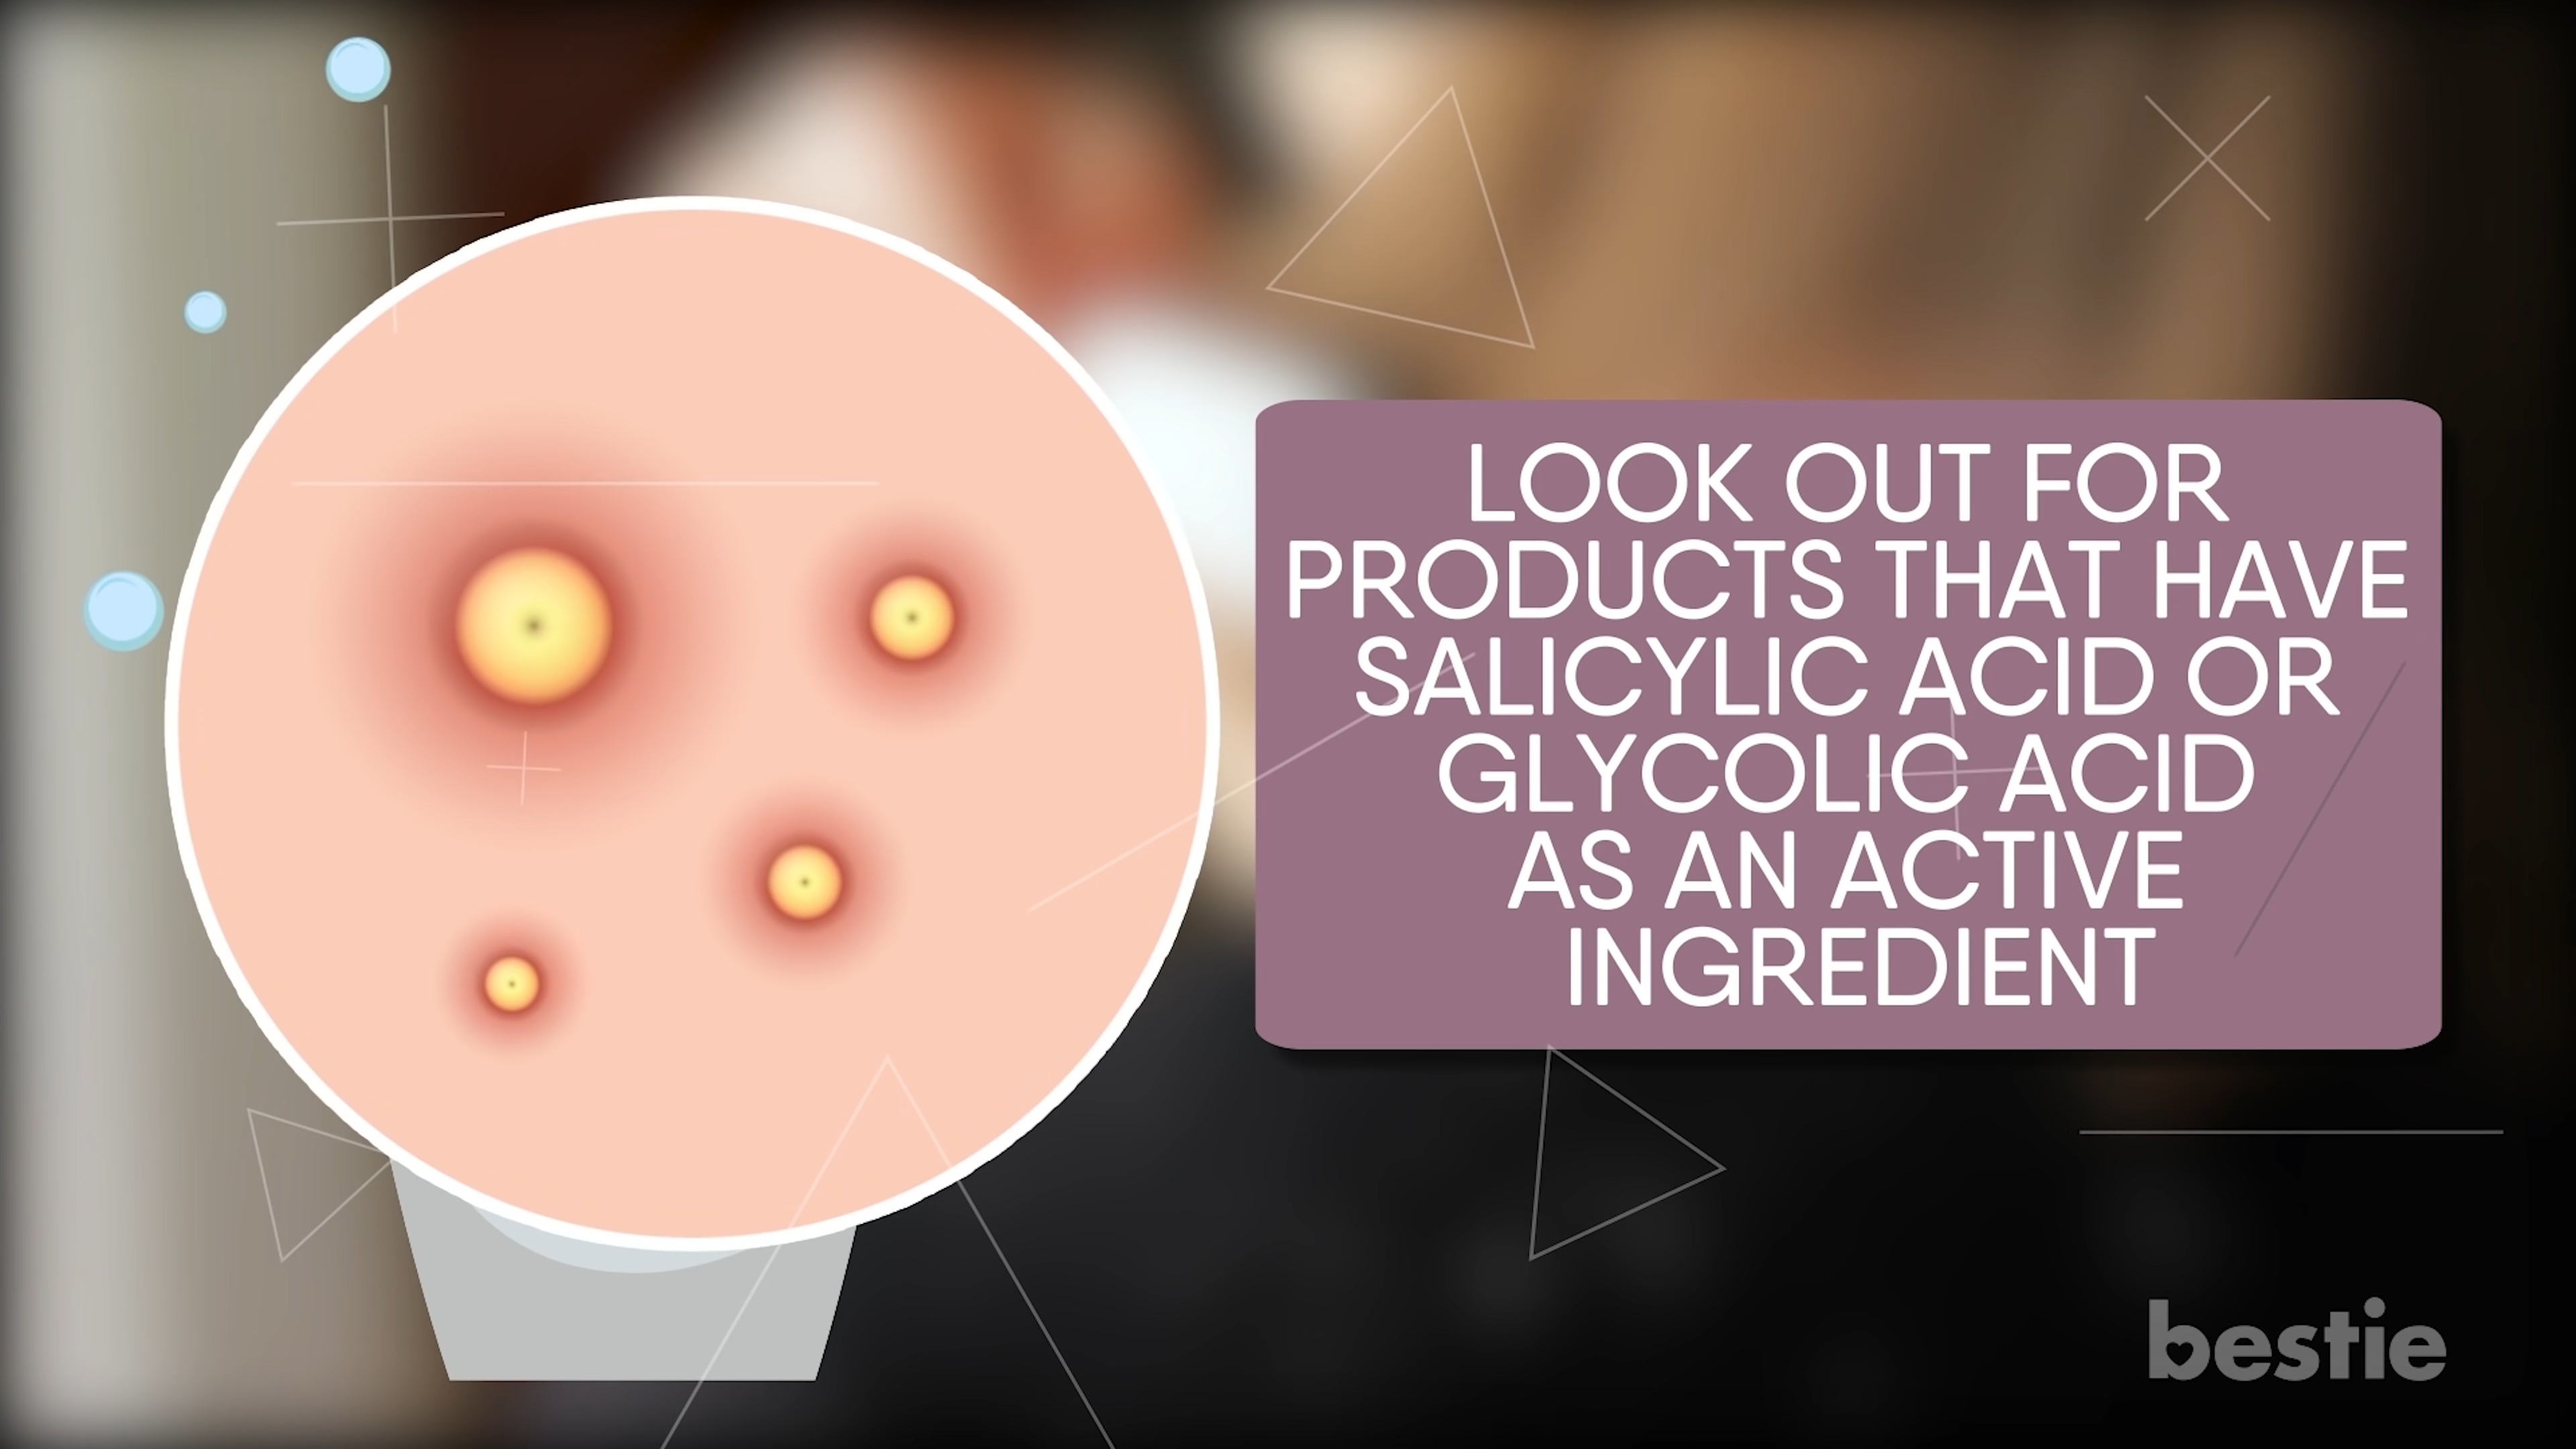 LOOK OUT FOR
PRODUCTS THAT HAVE
SALICYLIC ACID OR
GLYCOLIC ACID
AS AN ACTIVE
INGREDIENT
bestie